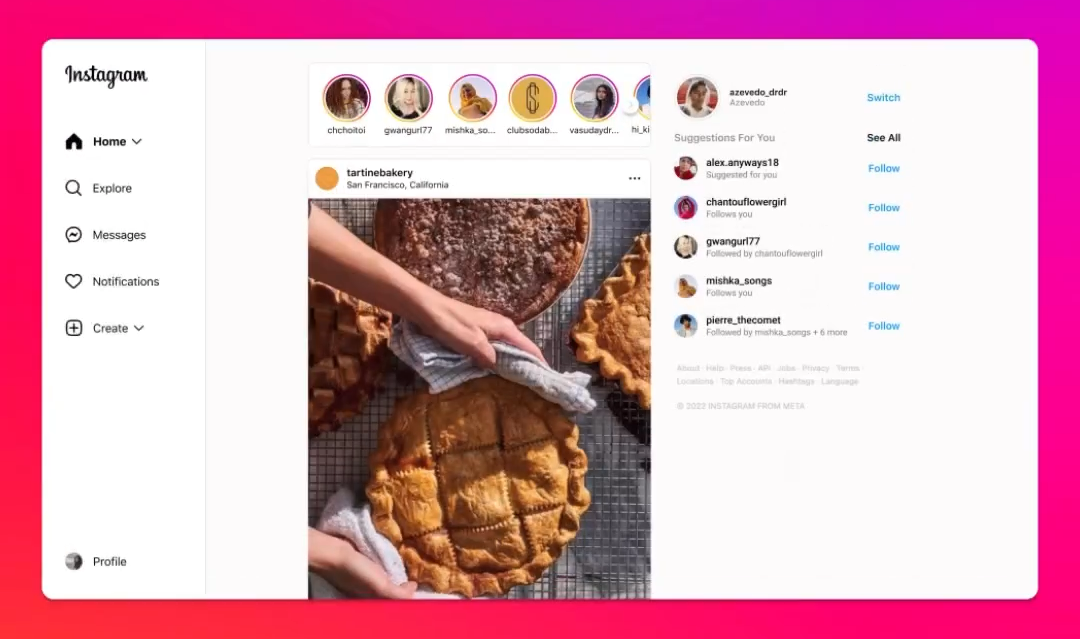 Instagram
Home
Explore
Messages
Notifications
Create
Profile
chchoitoi
gwangurl77
mishka_so...
clubsodab...
vasudaydr...
hi_ki
tartinebakery
San Francisco, California
azevedo_drdr
Azevedo
Switch
Suggestions For You
See All
alex.anyways18
Suggested for you
Follow
chantouflowergirl
Follows you
Follow
gwangurl77
Followed by chantouflowergirl
Follow
mishka_songs
Follows you
Follow
pierre_thecomet
Followed by mishka_songs + 6 more
Follow
About · Help · Press · API · Jobs · Privacy · Terms
Locations · Top Accounts · Hashtags · Language
© 2022 INSTAGRAM FROM META